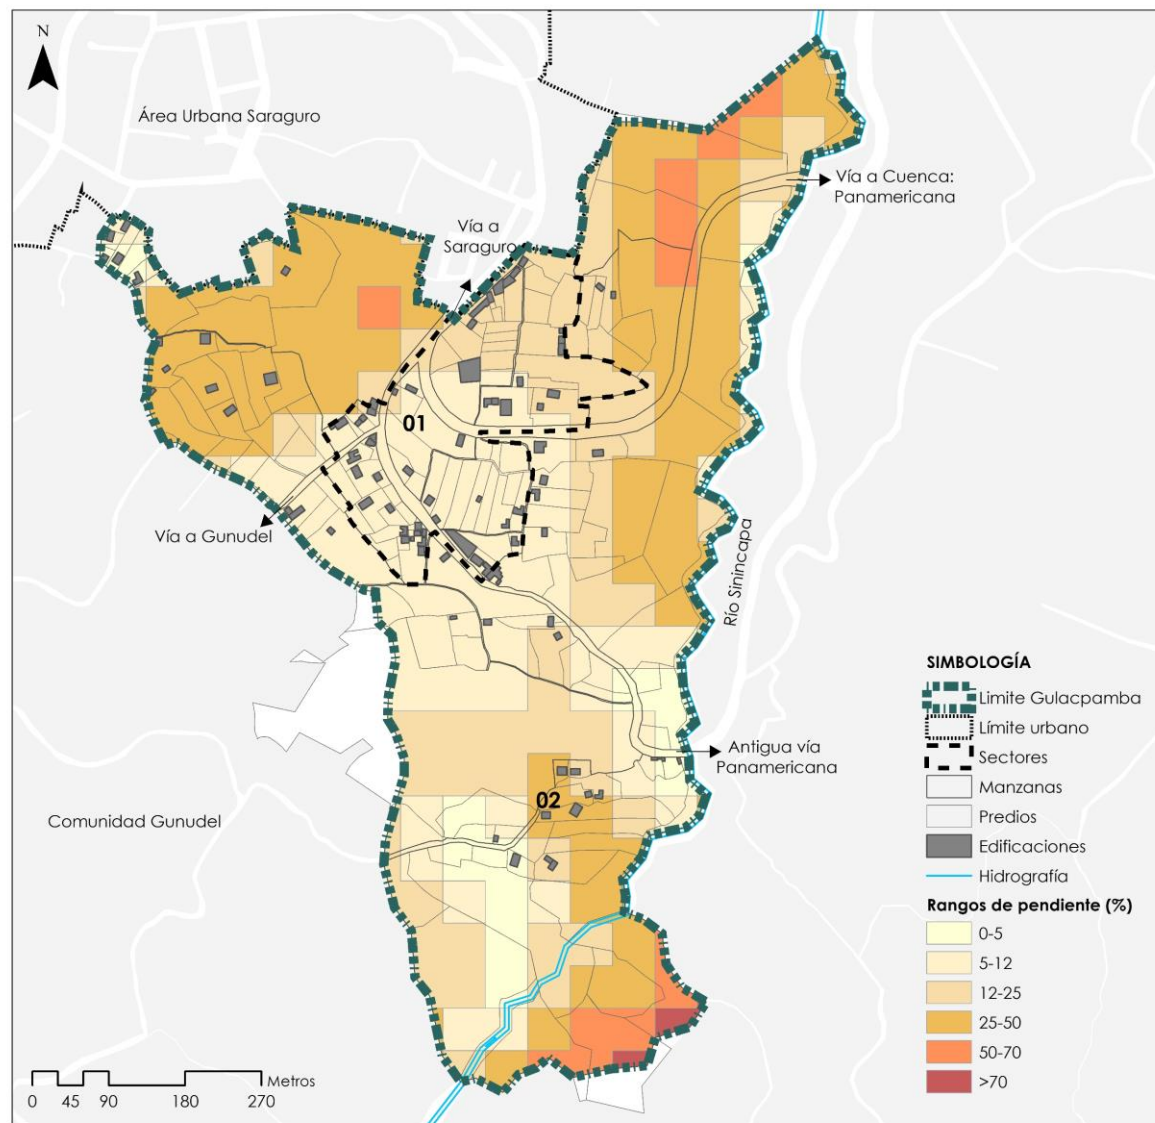 N
Área Urbana Saraguro
Vía a Cuenca:
Panamericana
Vía a
Saraguro
01
Vía a Gunudel
Río Sinincapa
Antigua vía
Panamericana
02
Comunidad Gunudel
SIMBOLOGÍA
Limite Gulacpamba
Límite urbano
Sectores
Manzanas
Predios
Edificaciones
Hidrografía
Rangos de pendiente (%)
0-5
5-12
12-25
25-50
50-70
>70
Metros
0 45 90 180 270